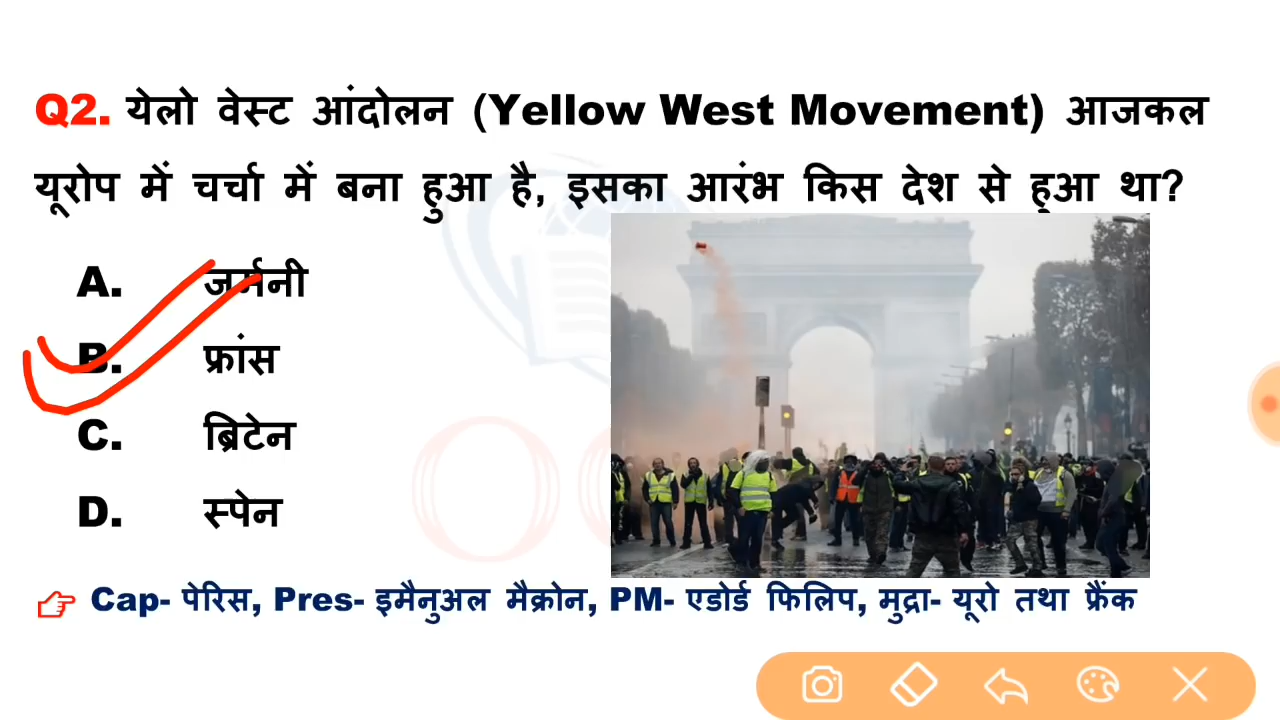 Q2. येलो वेस्ट आंदोलन (Yellow West Movement) आजकल
यूरोप में चर्चा में बना हुआ है, इसका आरंभ किस देश से हुआ था?
A. जर्मनी
B. फ्रांस
C. ब्रिटेन
D. स्पेन
Cap- पेरिस, Pres- इमैनुअल मैक्रोन, PM- एडोर्ड फिलिप, मुद्रा- यूरो तथा फ्रैंक